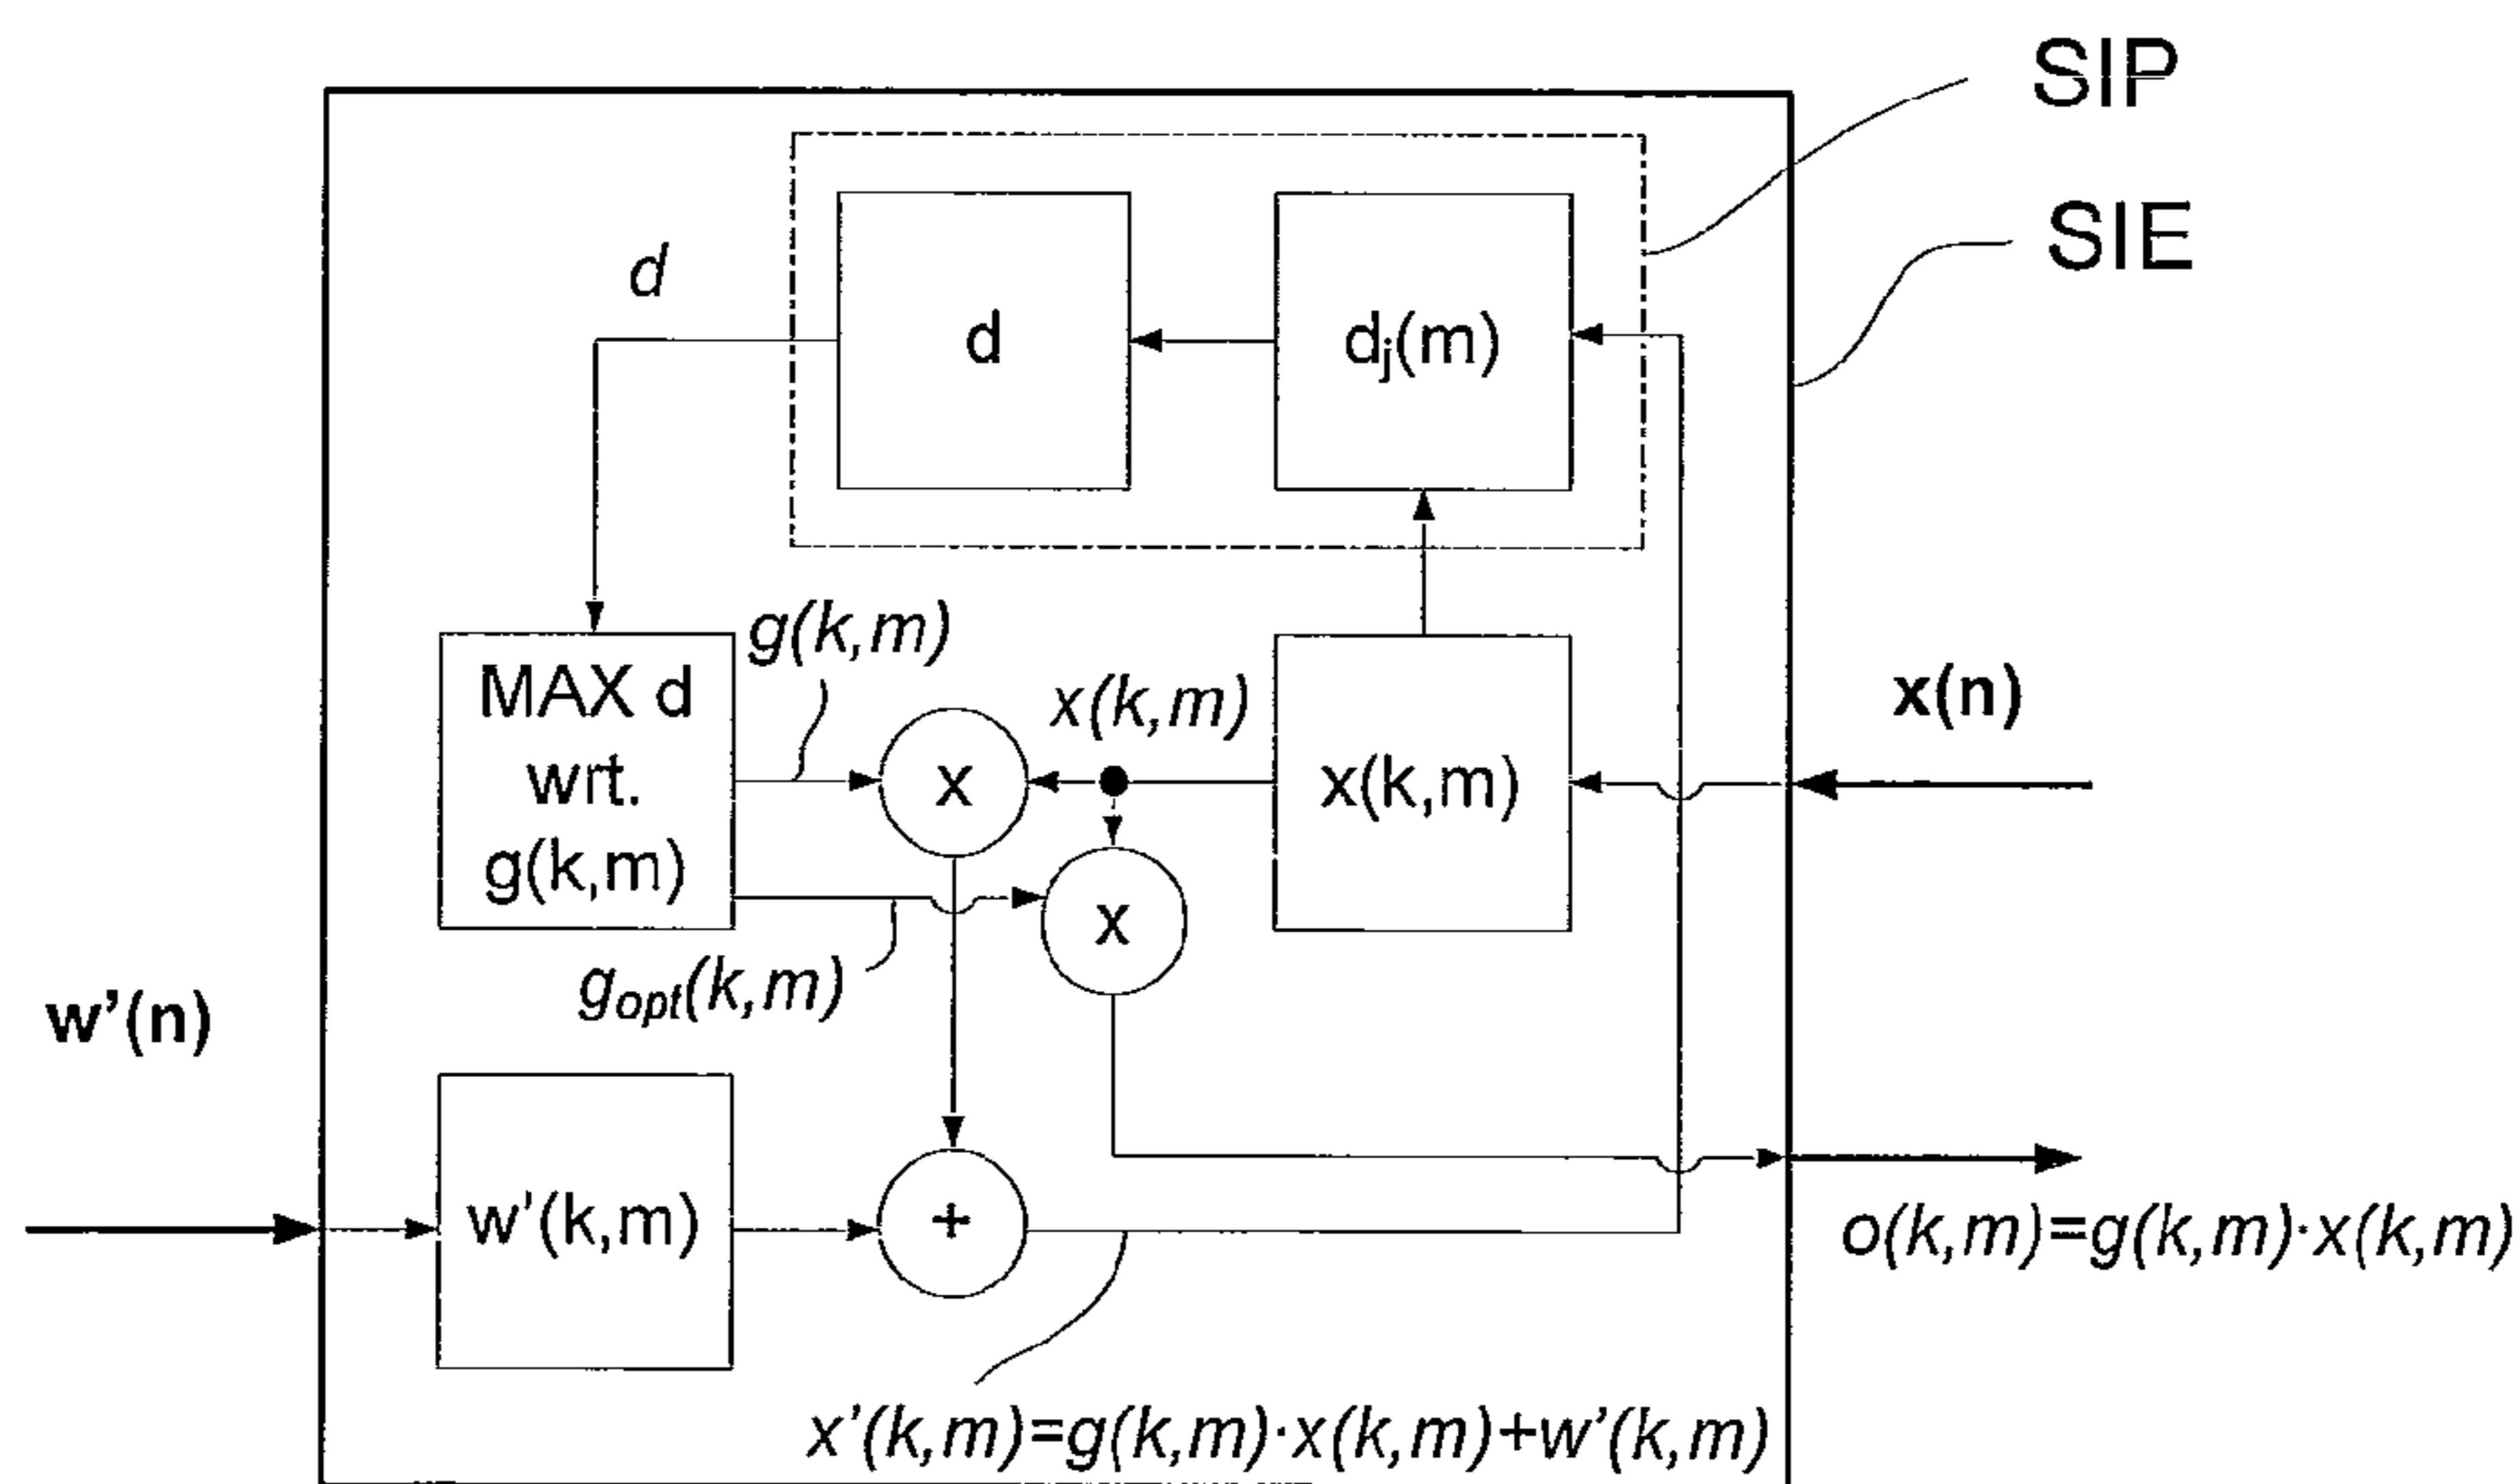 SIP
SIE
d
d
dj(m)
MAX d
wrt.
g(k,m)
g(k,m)
x
x(k,m)
x(k,m)
x(n)
x
gopt(k,m)
w’(n)
w’(k,m)
+
o(k,m)=g(k,m)·x(k,m)
x’(k,m)=g(k,m)·x(k,m)+w’(k,m)